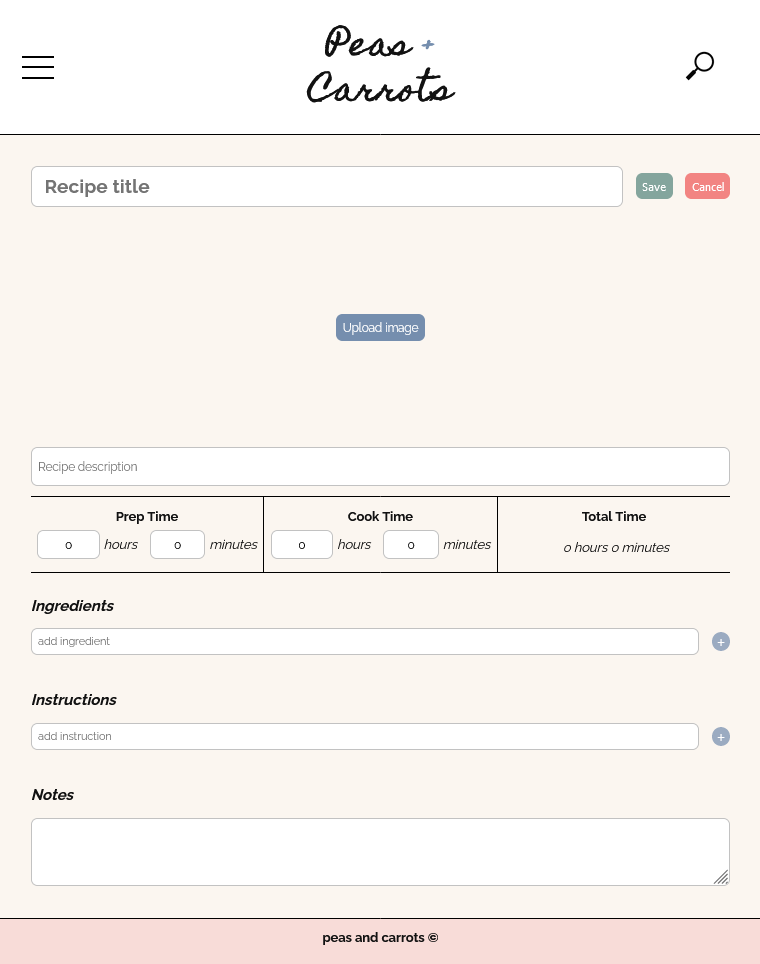 Peas +
Carrots
Recipe title Save Cancel
Upload image
Recipe description
Prep Time Cook Time Total Time
0 hours 0 minutes 0 hours 0 minutes 0 hours 0 minutes
Ingredients
add ingredient +
Instructions
add instruction +
Notes
peas and carrots ©